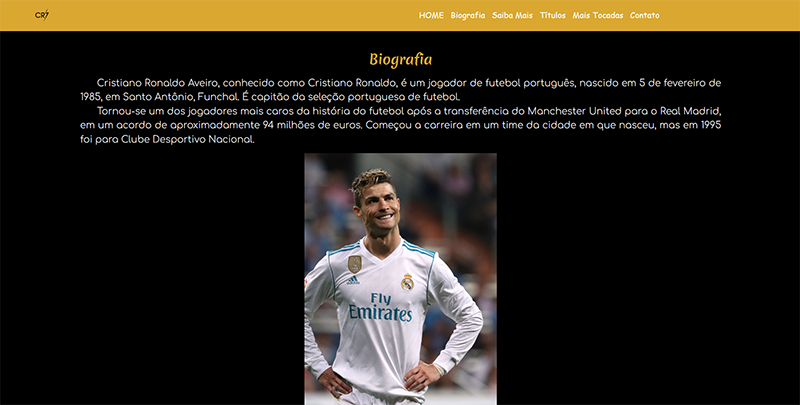 CR7
HOME Biografia Saiba Mais Títulos Mais Tocadas Contato
Biografia
Cristiano Ronaldo Aveiro, conhecido como Cristiano Ronaldo, é um jogador de futebol português, nascido em 5 de fevereiro de
1985, em Santo Antônio, Funchal. É capitão da seleção portuguesa de futebol.
Tornou-se um dos jogadores mais caros da história do futebol após a transferência do Manchester United para o Real Madrid,
em um acordo de aproximadamente 94 milhões de euros. Começou a carreira em um time da cidade em que nasceu, mas em 1995
foi para Clube Desportivo Nacional.
Fly
Emirates